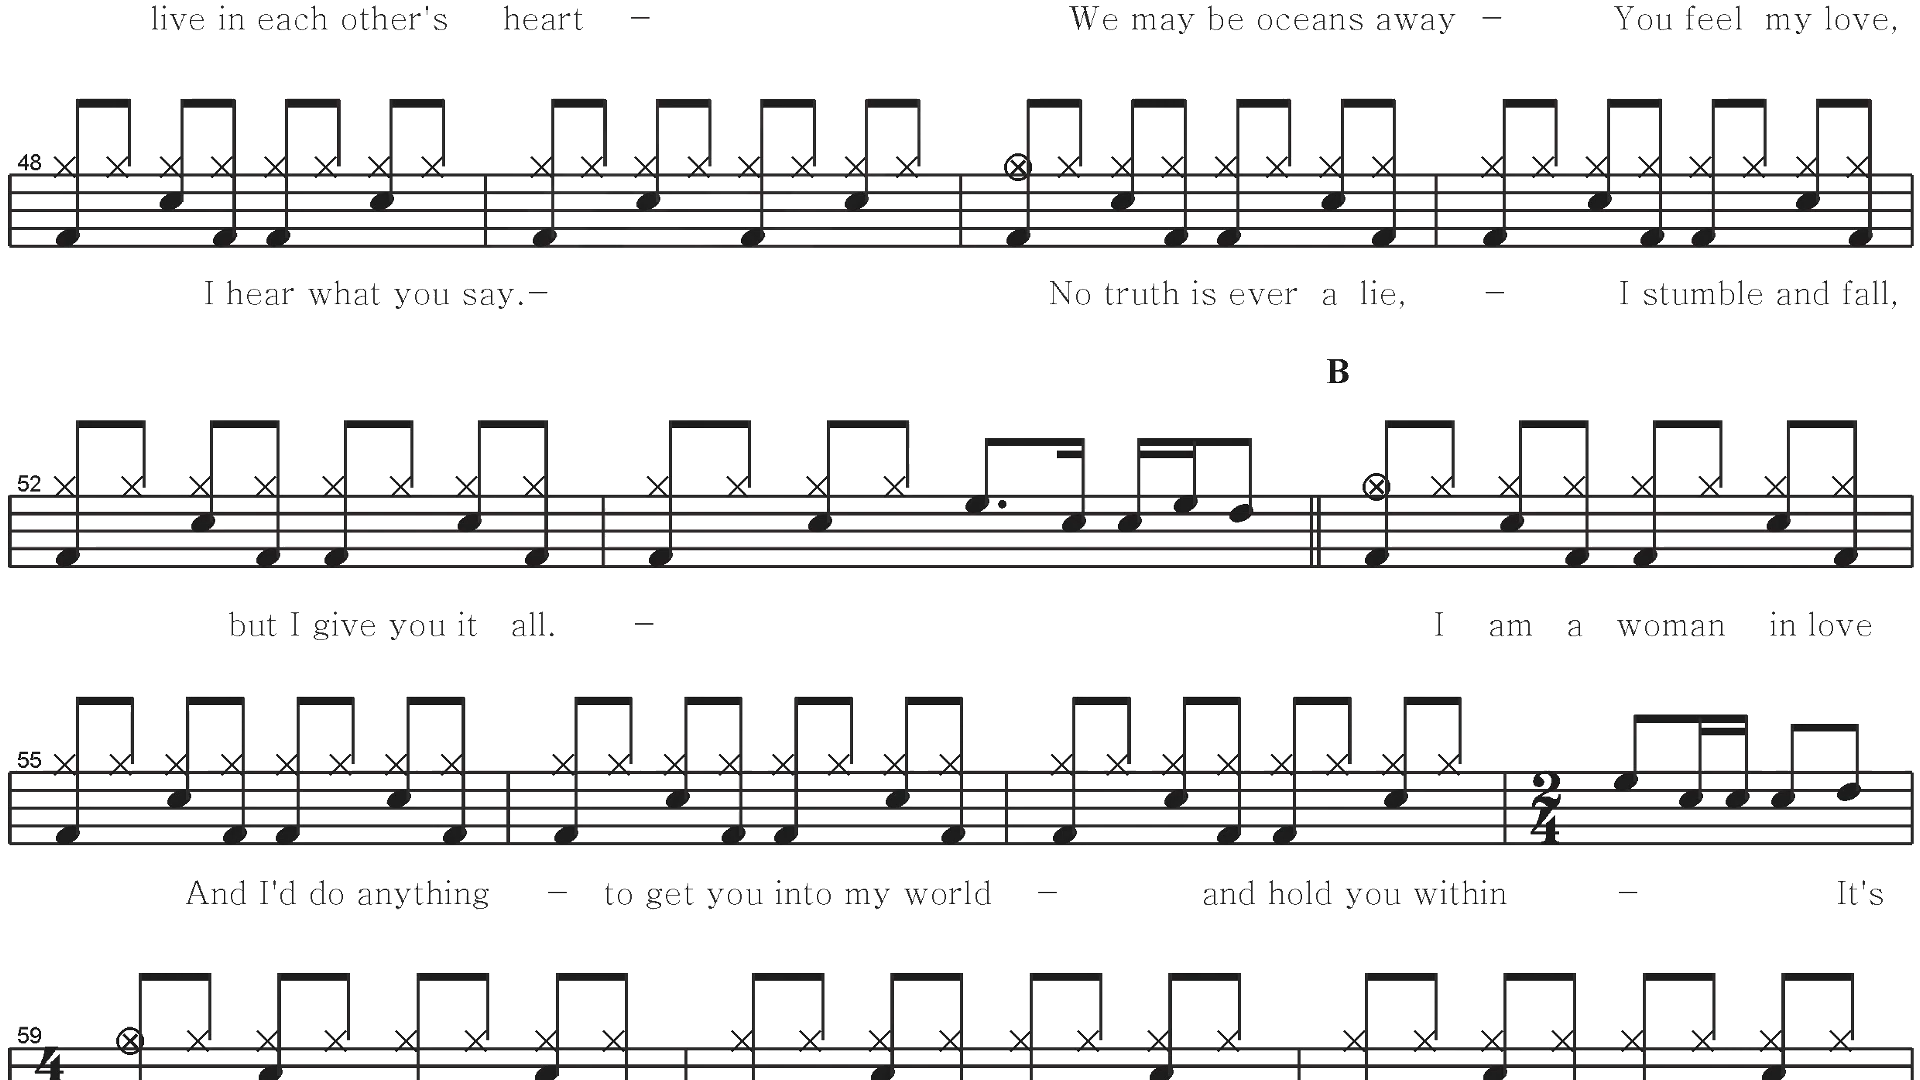 live in each other's heart – We may be oceans away – You feel my love,
48
I hear what you say.– No truth is ever a lie, – I stumble and fall,
B
52
but I give you it all. – I am a woman in love
55
2
4
And I'd do anything – to get you into my world – and hold you within – It's
59
4